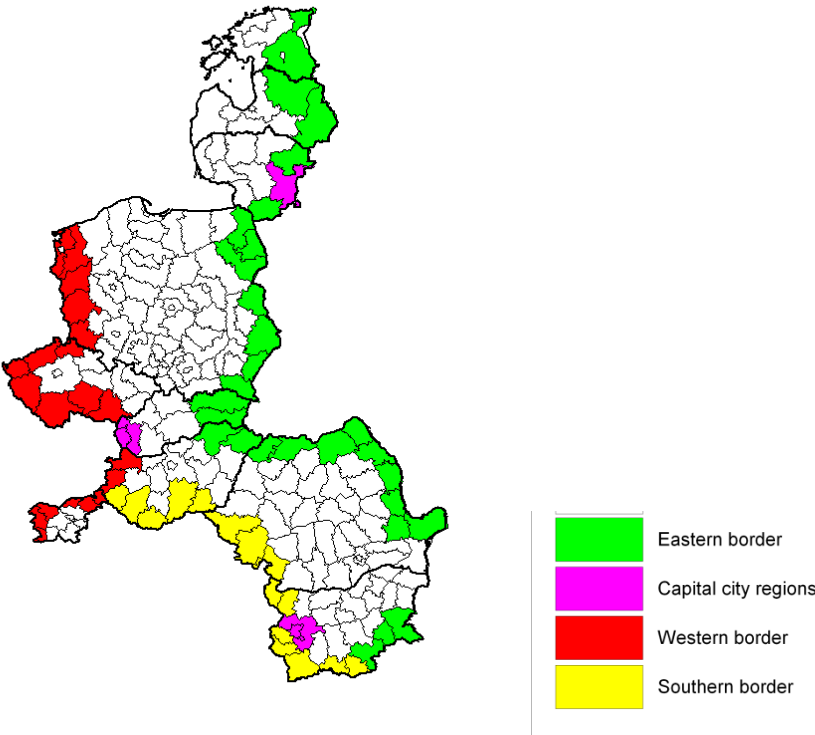 Eastern border
Capital city regions
Western border
Southern border